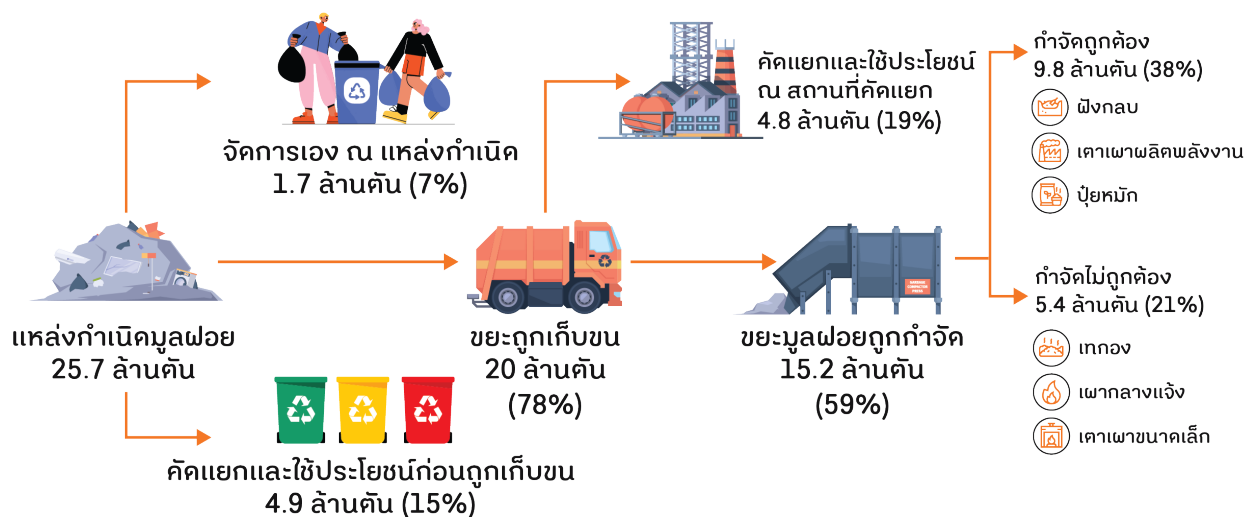 จัดการเอง ณ แหล่งกำเนิด
1.7 ล้านตัน (7%)
คัดแยกและใช้ประโยชน์
ณ สถานที่คัดแยก
4.8 ล้านตัน (19%)
กำจัดถูกต้อง
9.8 ล้านตัน (38%)
ฝังกลบ
เตาเผาผลิตพลังงาน
ปุ๋ยหมัก
แหล่งกำเนิดมูลฝอย
25.7 ล้านตัน
ขยะถูกเก็บขน
20 ล้านตัน
(78%)
ขยะมูลฝอยถูกกำจัด
15.2 ล้านตัน
(59%)
กำจัดไม่ถูกต้อง
5.4 ล้านตัน (21%)
เทกอง
เผากลางแจ้ง
เตาเผาขนาดเล็ก
คัดแยกและใช้ประโยชน์ก่อนถูกเก็บขน
4.9 ล้านตัน (15%)